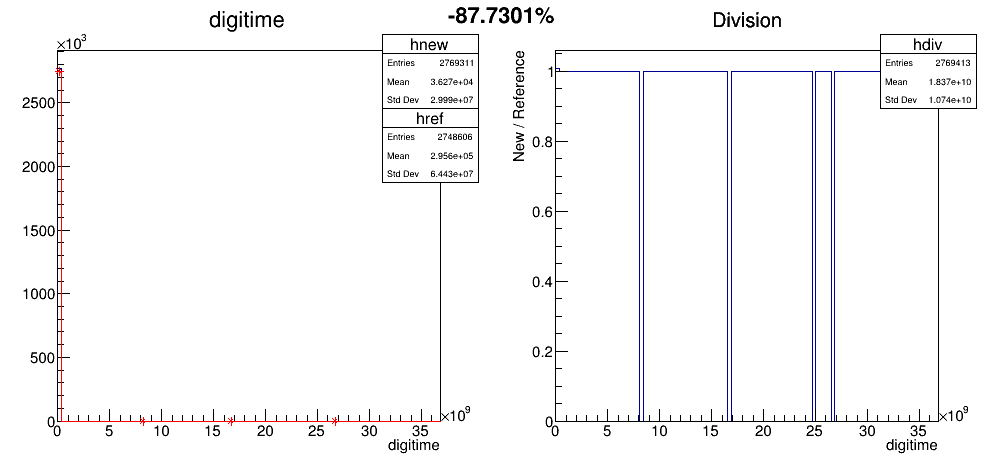 -87.7301%
digitime
×10³
hnew
Entries 2769311
Mean 3.627e+04
Std Dev 2.999e+07
href
Entries 2748606
Mean 2.956e+05
Std Dev 6.443e+07
2500
2000
1500
1000
500
0
0 5 10 15 20 25 30 35
×10⁹
digitime
Division
hdiv
Entries 2769413
Mean 1.837e+10
Std Dev 1.074e+10
New / Reference
1
0.8
0.6
0.4
0.2
0
0 5 10 15 20 25 30 35
×10⁹
digitime